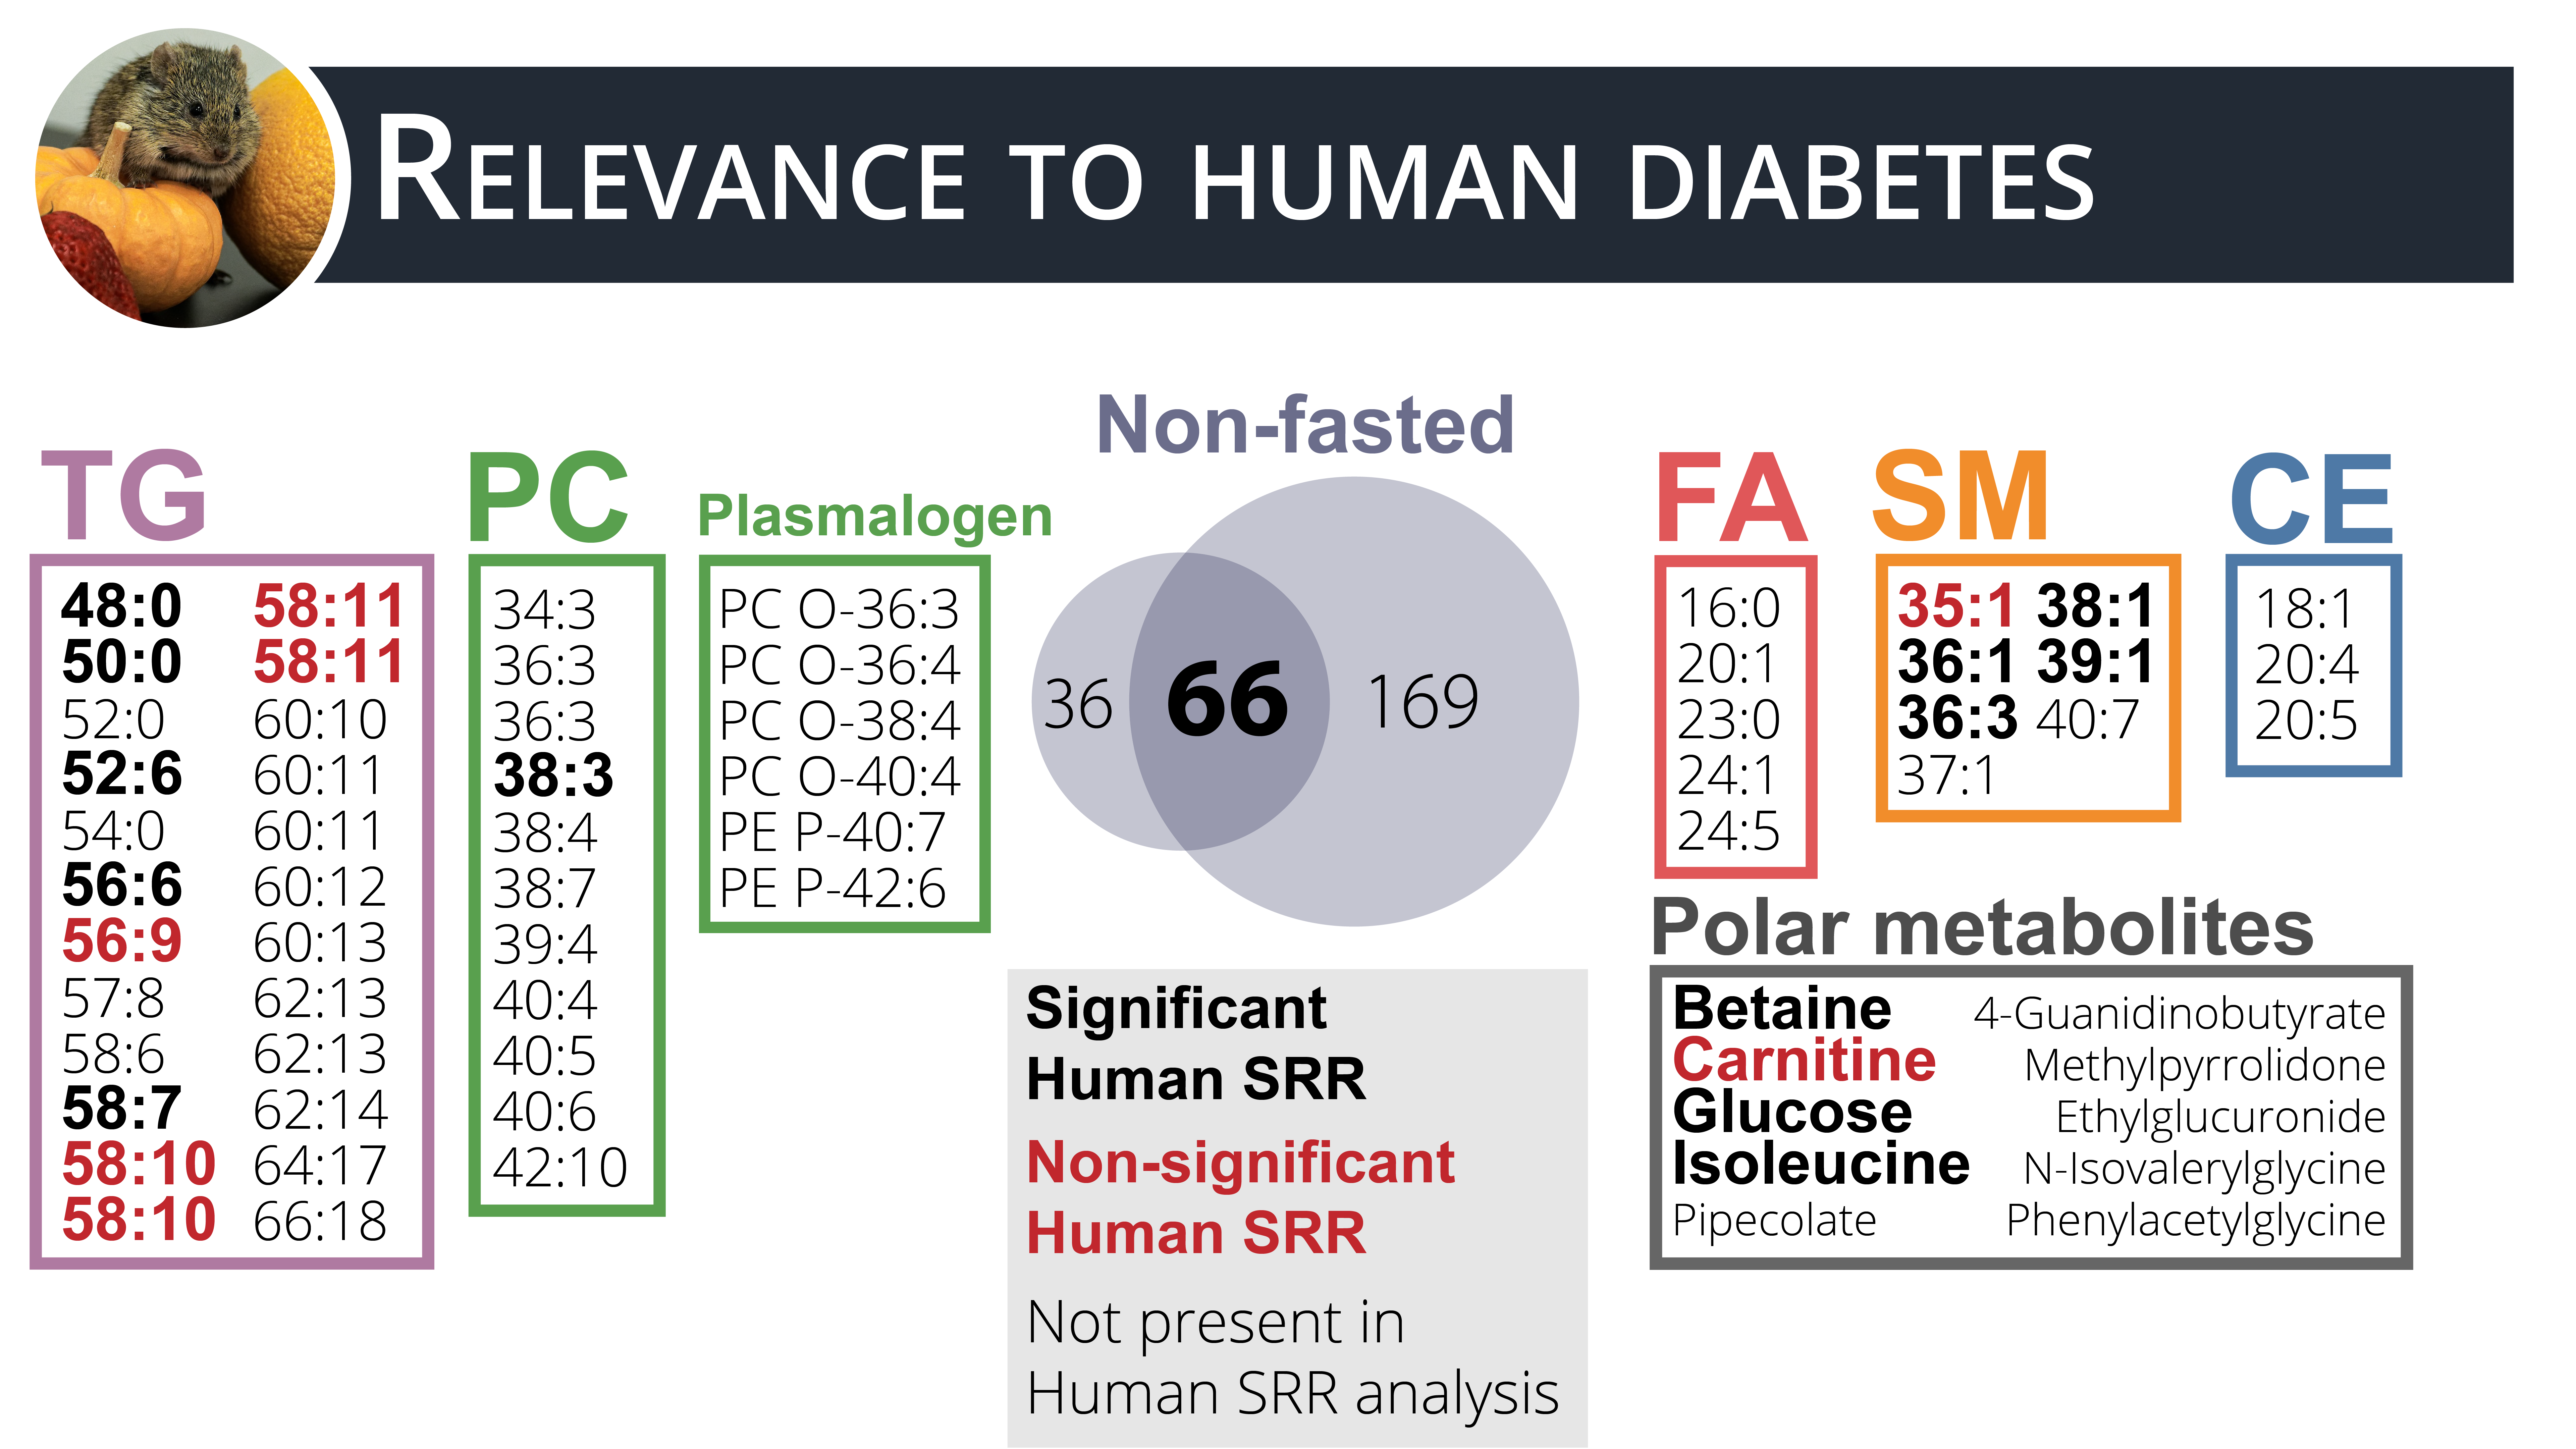 RELEVANCE TO HUMAN DIABETES
TG
48:0 58:11
50:0 58:11
52:0 60:10
52:6 60:11
54:0 60:11
56:6 60:12
56:9 60:13
57:8 62:13
58:6 62:13
58:7 62:14
58:10 64:17
58:10 66:18
PC
34:3
36:3
36:3
38:3
38:4
38:7
39:4
40:4
40:5
40:6
42:10
Plasmalogen
PC O-36:3
PC O-36:4
PC O-38:4
PC O-40:4
PE P-40:7
PE P-42:6
Non-fasted
36 66 169
Significant
Human SRR
Non-significant
Human SRR
Not present in
Human SRR analysis
FA
16:0
20:1
23:0
24:1
24:5
SM
35:1 38:1
36:1 39:1
36:3 40:7
37:1
CE
18:1
20:4
20:5
Polar metabolites
Betaine 4-Guanidinobutyrate
Carnitine Methylpyrrolidone
Glucose Ethylglucuronide
Isoleucine N-Isovalerylglycine
Pipecolate Phenylacetylglycine